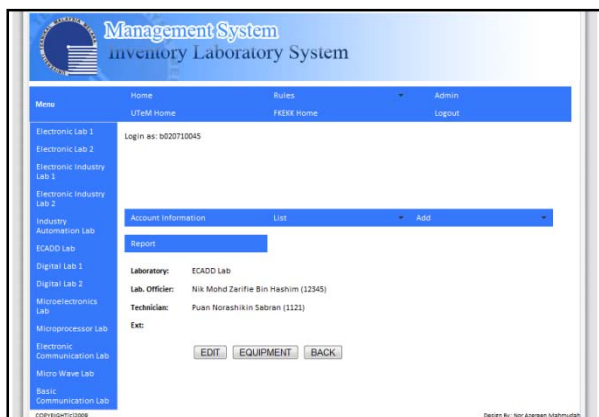 Management System
Inventory Laboratory System
Menu
Home
Rules
Admin
UTeM Home
FKEKK Home
Logout
Electronic Lab 1
Electronic Lab 2
Electronic Industry
Lab 1
Electronic Industry
Lab 2
Industry
Automation Lab
ECADD Lab
Digital Lab 1
Digital Lab 2
Microelectronics
Lab
Microprocessor Lab
Electronic
Communication Lab
Micro Wave Lab
Basic
Communication Lab
Login as: b020710045
Account Information
List
Add
Report
Laboratory: ECADD Lab
Lab. Officier: Nik Mohd Zarifie Bin Hashim (12345)
Technician: Puan Norashikin Sabran (1121)
Ext:
EDIT EQUIPMENT BACK
COPYRIGHT(c)2009
Design By: Nor Azereen Mahmudah